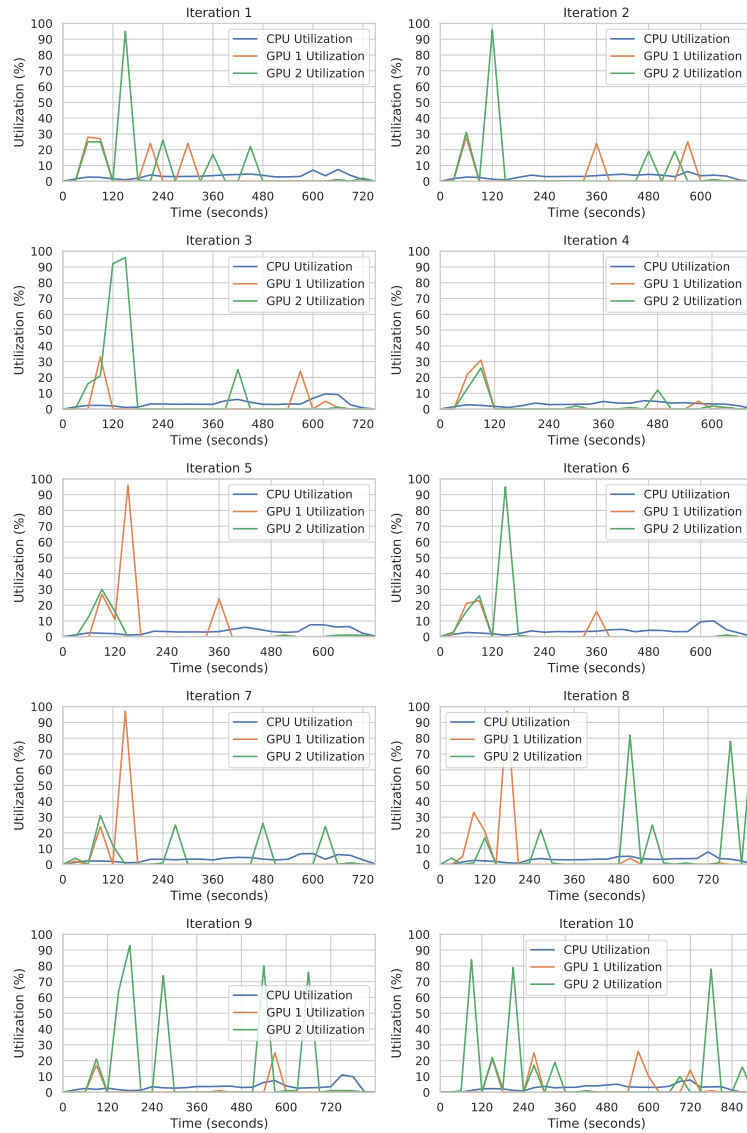 Iteration 1
100
90
80
70
60
50
40
30
20
10
0
Utilization (%)
CPU Utilization
GPU 1 Utilization
GPU 2 Utilization
0 120 240 360 480 600 720
Time (seconds)
Iteration 2
100
90
80
70
60
50
40
30
20
10
0
Utilization (%)
CPU Utilization
GPU 1 Utilization
GPU 2 Utilization
0 120 240 360 480 600
Time (seconds)
Iteration 3
100
90
80
70
60
50
40
30
20
10
0
Utilization (%)
CPU Utilization
GPU 1 Utilization
GPU 2 Utilization
0 120 240 360 480 600 720
Time (seconds)
Iteration 4
100
90
80
70
60
50
40
30
20
10
0
Utilization (%)
CPU Utilization
GPU 1 Utilization
GPU 2 Utilization
0 120 240 360 480 600
Time (seconds)
Iteration 5
100
90
80
70
60
50
40
30
20
10
0
Utilization (%)
CPU Utilization
GPU 1 Utilization
GPU 2 Utilization
0 120 240 360 480 600
Time (seconds)
Iteration 6
100
90
80
70
60
50
40
30
20
10
0
Utilization (%)
CPU Utilization
GPU 1 Utilization
GPU 2 Utilization
0 120 240 360 480 600
Time (seconds)
Iteration 7
100
90
80
70
60
50
40
30
20
10
0
Utilization (%)
CPU Utilization
GPU 1 Utilization
GPU 2 Utilization
0 120 240 360 480 600 720
Time (seconds)
Iteration 8
100
90
80
70
60
50
40
30
20
10
0
Utilization (%)
CPU Utilization
GPU 1 Utilization
GPU 2 Utilization
0 120 240 360 480 600 720
Time (seconds)
Iteration 9
100
90
80
70
60
50
40
30
20
10
0
Utilization (%)
CPU Utilization
GPU 1 Utilization
GPU 2 Utilization
0 120 240 360 480 600 720
Time (seconds)
Iteration 10
100
90
80
70
60
50
40
30
20
10
0
Utilization (%)
CPU Utilization
GPU 1 Utilization
GPU 2 Utilization
0 120 240 360 480 600 720 840
Time (seconds)